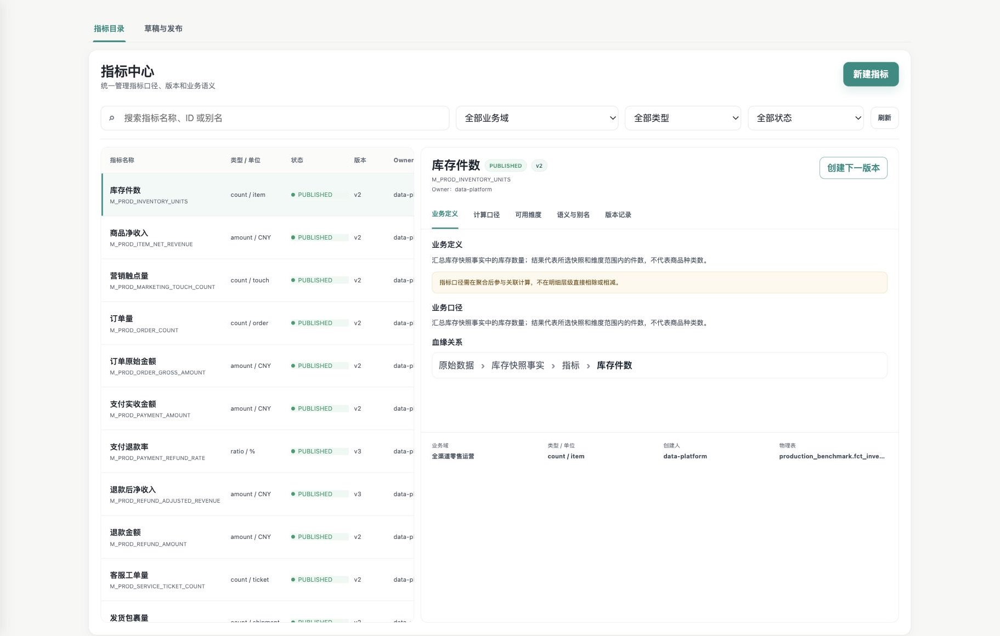 指标目录 草稿与发布
指标中心
统一管理指标口径、版本和业务语义
新建指标
搜索指标名称、ID 或别名
全部业务域
全部类型
全部状态
刷新
指标名称 类型 / 单位 状态 版本 Owner
库存件数 count / item PUBLISHED v2 data-p
M_PROD_INVENTORY_UNITS
商品净收入 amount / CNY PUBLISHED v2 data-p
M_PROD_ITEM_NET_REVENUE
营销触点量 count / touch PUBLISHED v2 data-p
M_PROD_MARKETING_TOUCH_COUNT
订单量 count / order PUBLISHED v2 data-p
M_PROD_ORDER_COUNT
订单原始金额 amount / CNY PUBLISHED v2 data-p
M_PROD_ORDER_GROSS_AMOUNT
支付实收金额 amount / CNY PUBLISHED v2 data-p
M_PROD_PAYMENT_AMOUNT
支付退款率 ratio / % PUBLISHED v3 data-p
M_PROD_PAYMENT_REFUND_RATE
退款后净收入 amount / CNY PUBLISHED v3 data-p
M_PROD_REFUND_ADJUSTED_REVENUE
退款金额 amount / CNY PUBLISHED v2 data-p
M_PROD_REFUND_AMOUNT
客服工单量 count / ticket PUBLISHED v2 data-p
M_PROD_SERVICE_TICKET_COUNT
发货包裹量 count / shipment PUBLISHED v2 data-p
库存件数 PUBLISHED v2
M_PROD_INVENTORY_UNITS
Owner：data-platform
创建下一版本
业务定义 计算口径 可用维度 语义与别名 版本记录
业务定义
汇总库存快照事实中的库存数量；结果代表所选快照和维度范围内的件数，不代表商品种类数。
指标口径需在聚合后参与关联计算，不在明细层级直接相除或相减。
业务口径
汇总库存快照事实中的库存数量；结果代表所选快照和维度范围内的件数，不代表商品种类数。
血缘关系
原始数据 › 库存快照事实 › 指标 › 库存件数
业务域 类型 / 单位 创建人 物理表
全渠道零售运营 count / item data-platform production_benchmark.fct_inve...